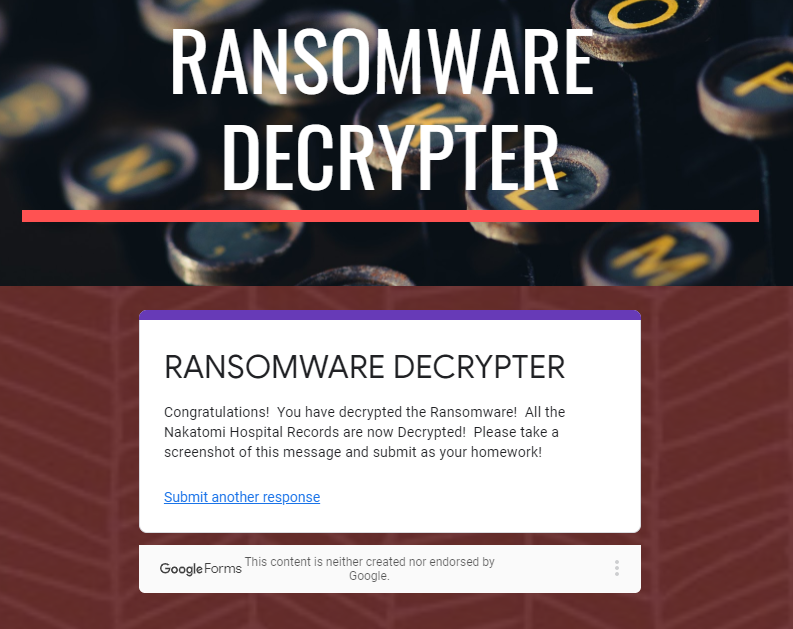 RANSOMWARE
DECRYPTER
O
P
K
N
L
M
RANSOMWARE DECRYPTER
Congratulations!  You have decrypted the Ransomware!  All the
Nakatomi Hospital Records are now Decrypted!  Please take a
screenshot of this message and submit as your homework!
Submit another response
Google Forms This content is neither created nor endorsed by
Google.